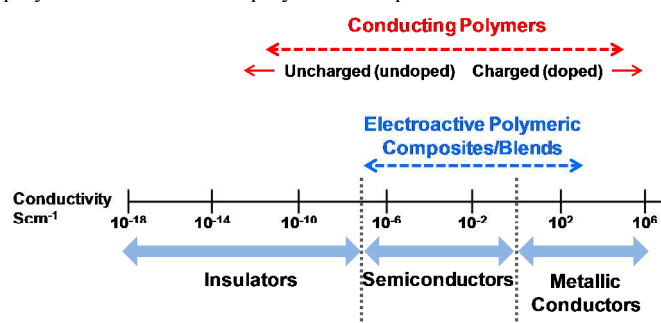 Conducting Polymers
Uncharged (undoped) Charged (doped)
Electroactive Polymeric
Composites/Blends
Conductivity
Scm-1
10-18 10-14 10-10 10-6 10-2 102 106
Insulators Semiconductors Metallic
Conductors